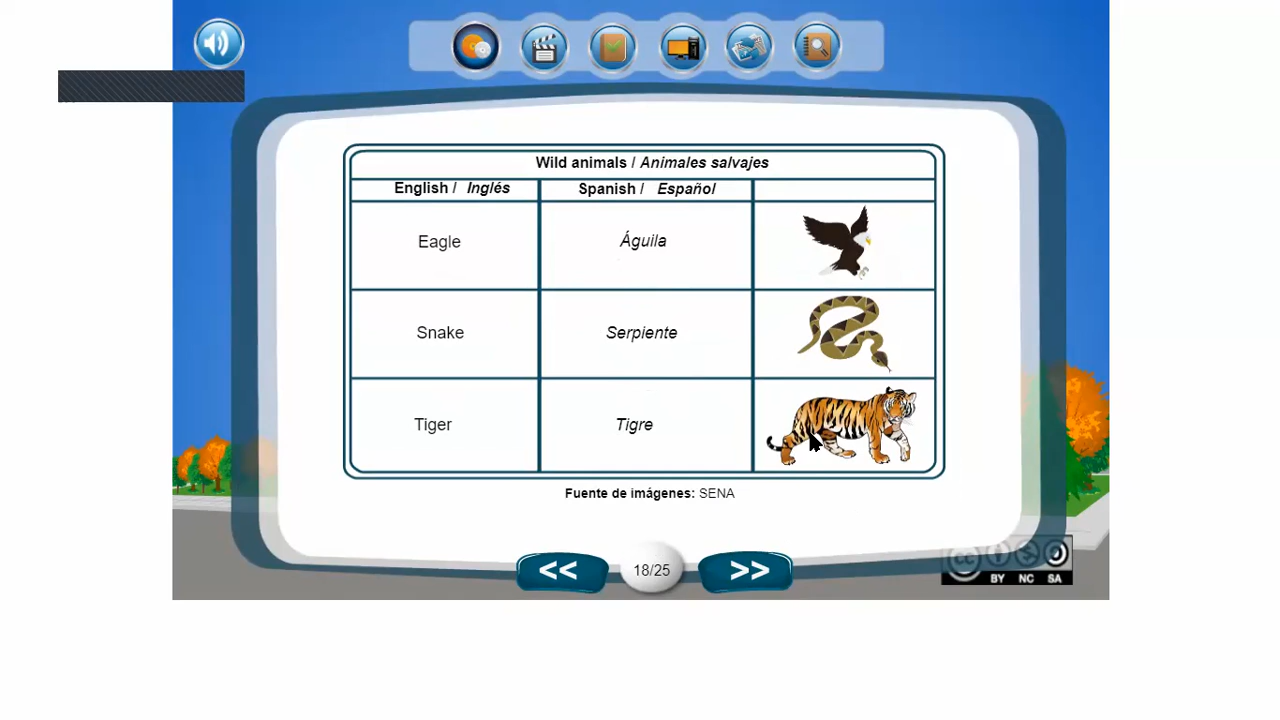 Wild animals / Animales salvajes
English / Inglés
Spanish / Español
Eagle
Águila
Snake
Serpiente
Tiger
Tigre
Fuente de imágenes: SENA
<< 18/25 >>
cc
BY NC SA